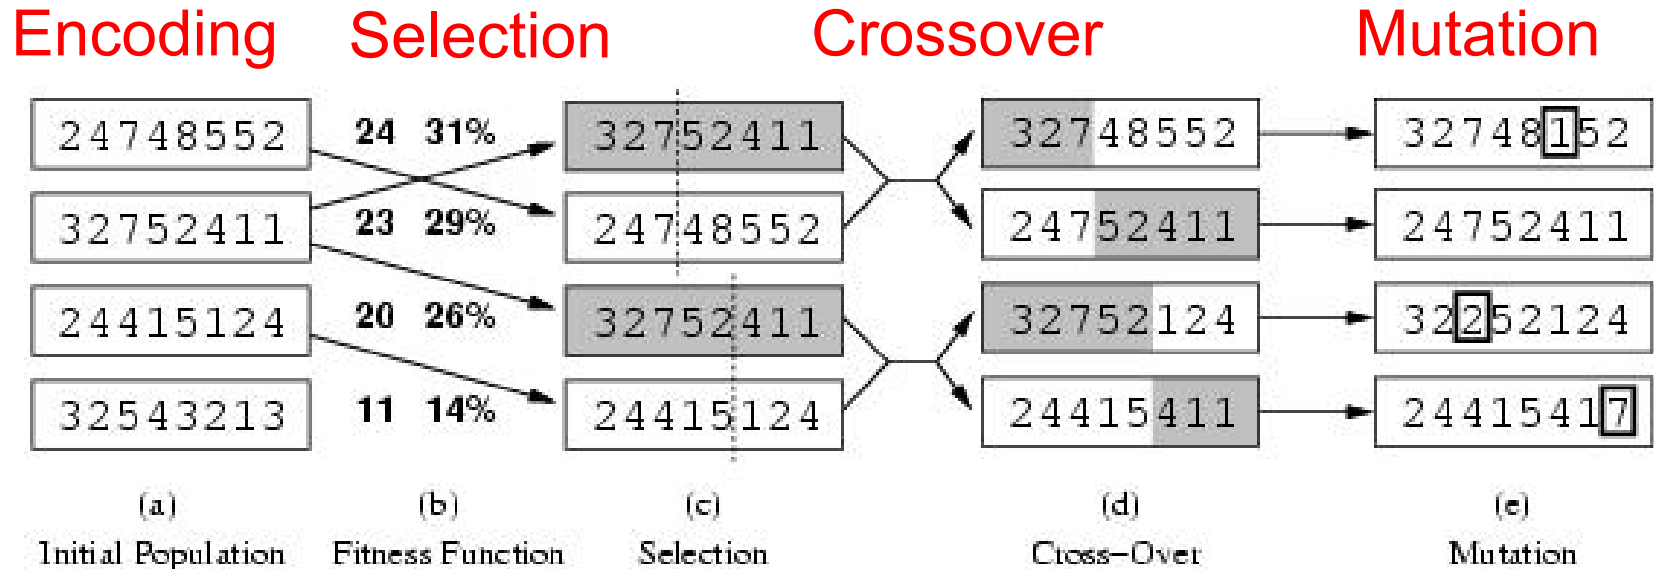 Encoding Selection Crossover Mutation
24748552 24 31% 32752411 32748552 32748152
32752411 23 29% 24748552 24752411 24752411
24415124 20 26% 32752411 32752124 32252124
32543213 11 14% 24415124 24415411 24415417
(a) (b) (c) (d) (e)
Initial Population Fitness Function Selection Cross-Over Mutation